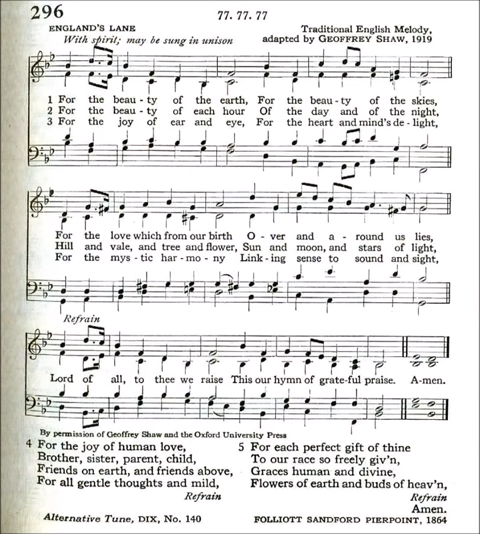 296
77. 77. 77
ENGLAND'S LANE
Traditional English Melody,
With spirit; may be sung in unison
adapted by GEOFFREY SHAW, 1919
1 For the beau - ty of the earth, For the beau - ty of the skies,
2 For the beau - ty of each hour Of the day and of the night,
3 For the joy of ear and eye, For the heart and mind's de - light,
For the love which from our birth O - ver and a - round us lies,
Hill and vale, and tree and flower, Sun and moon, and stars of light,
For the mys - tic har - mo - ny Link - ing sense to sound and sight,
Refrain
Lord of all, to thee we raise This our hymn of grate-ful praise. A-men.
By permission of Geoffrey Shaw and the Oxford University Press
4 For the joy of human love,
Brother, sister, parent, child,
Friends on earth, and friends above,
For all gentle thoughts and mild,
Refrain
5 For each perfect gift of thine
To our race so freely giv'n,
Graces human and divine,
Flowers of earth and buds of heav'n,
Refrain
Amen.
Alternative Tune, DIX, No. 140
FOLLIOTT SANDFORD PIERPOINT, 1864